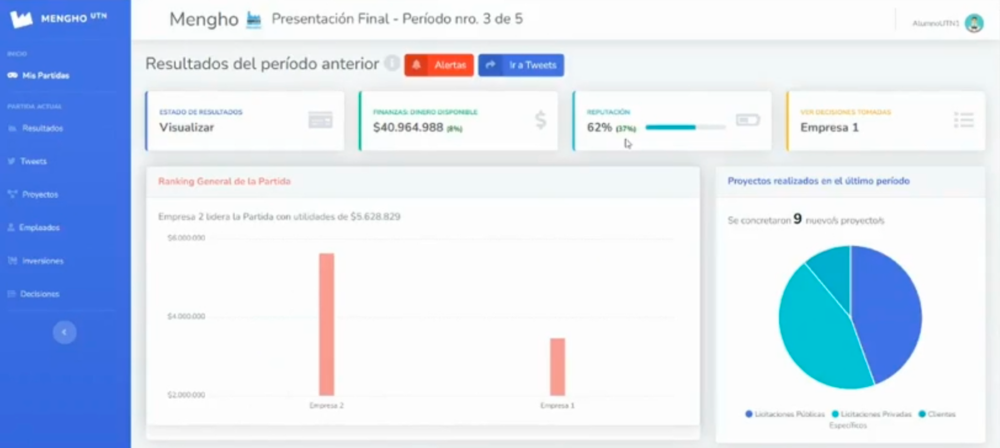 MENGHO UTN
INICIO
Mis Partidas
PARTIDA ACTUAL
Resultados
Tweets
Proyectos
Empleados
Inversiones
Decisiones
Mengho Presentación Final - Período nro. 3 de 5
AlumnoUTN1
Resultados del período anterior
Alertas
Ir a Tweets
ESTADO DE RESULTADOS
Visualizar
FINANZAS: DINERO DISPONIBLE
$40.964.988 (8%)
REPUTACIÓN
62% (37%)
VER DECISIONES TOMADAS
Empresa 1
Ranking General de la Partida
Empresa 2 lidera la Partida con utilidades de $5.628.829
$6.000.000
$4.000.000
$2.000.000
Empresa 2
Empresa 1
Proyectos realizados en el último período
Se concretaron 9 nuevo/s proyecto/s
Licitaciones Públicas Licitaciones Privadas Clientes
Específicos